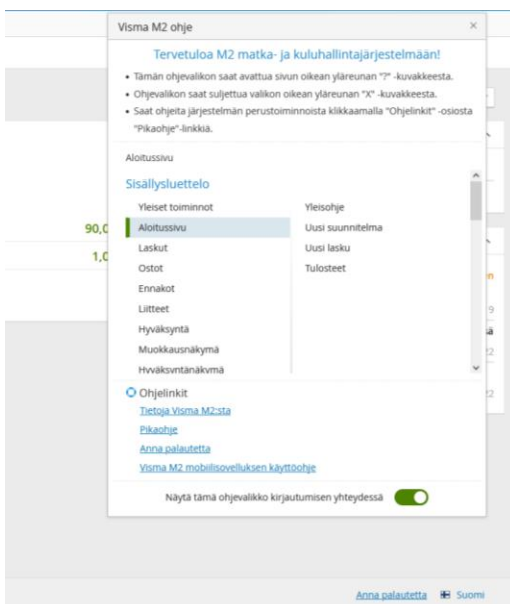 Visma M2 ohje
Tervetuloa M2 matka- ja kuluhallintajärjestelmään!
• Tämän ohjevalikon saat avattua sivun oikean yläreunan "?" -kuvakkeesta.
• Ohjevalikon saat suljettua valikon oikean yläreunan "X" -kuvakkeesta.
• Saat ohjeita järjestelmän perustoiminnoista klikkaamalla "Ohjelinkit" -osiosta
"Pikaohje"-linkkiä.
Aloitussivu
Sisällysluettelo
Yleiset toiminnot
Aloitussivu
Laskut
Ostot
Ennakot
Liitteet
Hyväksyntä
Muokkausnäkymä
Hyväksyntänäkymä
Yleisohje
Uusi suunnitelma
Uusi lasku
Tulosteet
90,0
1,0
Ohjelinkit
Tietoja Visma M2:sta
Pikaohje
Anna palautetta
Visma M2 mobiilisovelluksen käyttöohje
Näytä tämä ohjevalikko kirjautumisen yhteydessä
Anna palautetta Suomi